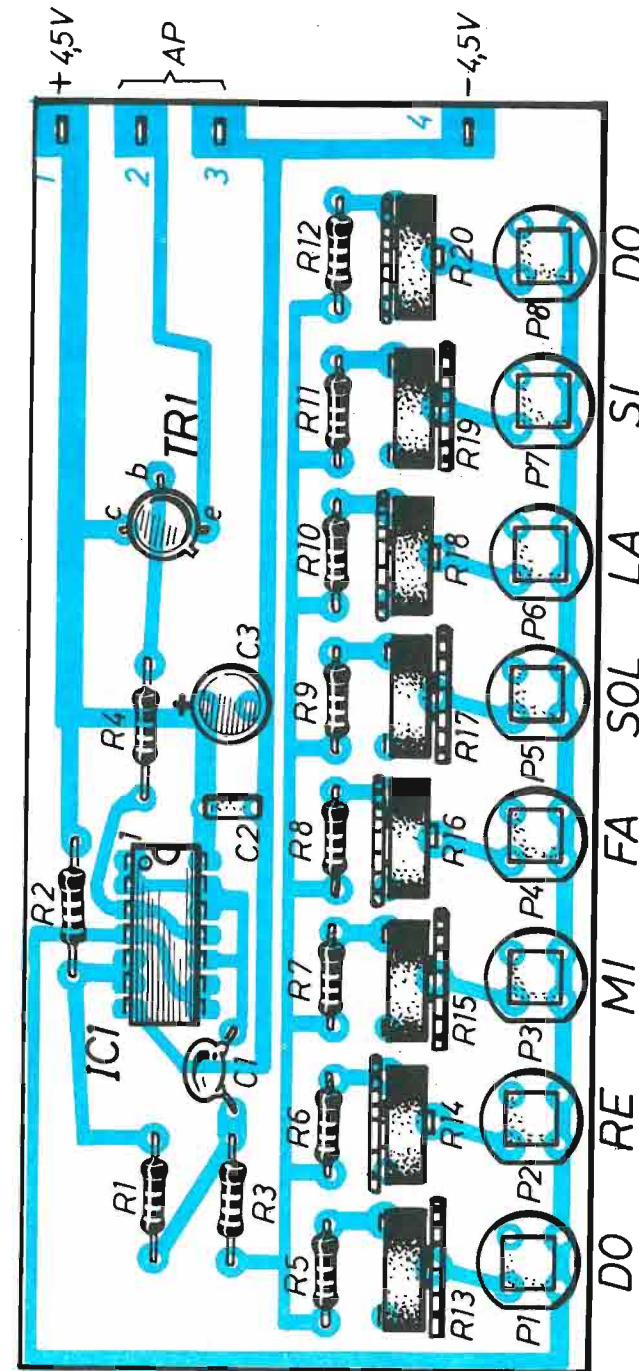 R2
1
+4,5V
R4
1
c
b
TR1
e
2
AP
3
IC1
R1
C1
C2
C3
R3
R5
R6
R7
R8
R9
R10
R11
R12
4
-4,5V
R13
R14
R15
R16
R17
R18
R19
R20
P1
P2
P3
P4
P5
P6
P7
P8
DO RE MI FA SOL LA SI DO